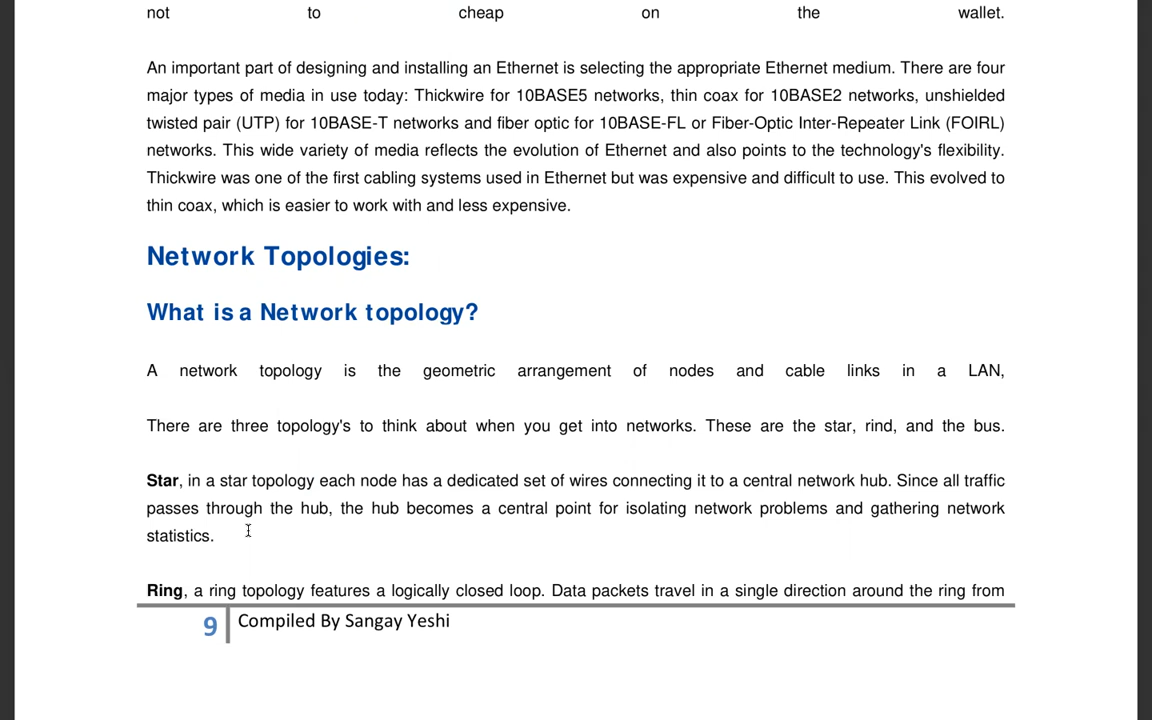 not to cheap on the wallet.
An important part of designing and installing an Ethernet is selecting the appropriate Ethernet medium. There are four
major types of media in use today: Thickwire for 10BASE5 networks, thin coax for 10BASE2 networks, unshielded
twisted pair (UTP) for 10BASE-T networks and fiber optic for 10BASE-FL or Fiber-Optic Inter-Repeater Link (FOIRL)
networks. This wide variety of media reflects the evolution of Ethernet and also points to the technology's flexibility.
Thickwire was one of the first cabling systems used in Ethernet but was expensive and difficult to use. This evolved to
thin coax, which is easier to work with and less expensive.
Network Topologies:
What is a Network topology?
A network topology is the geometric arrangement of nodes and cable links in a LAN,
There are three topology's to think about when you get into networks. These are the star, rind, and the bus.
Star, in a star topology each node has a dedicated set of wires connecting it to a central network hub. Since all traffic
passes through the hub, the hub becomes a central point for isolating network problems and gathering network
statistics.
Ring, a ring topology features a logically closed loop. Data packets travel in a single direction around the ring from
9 Compiled By Sangay Yeshi